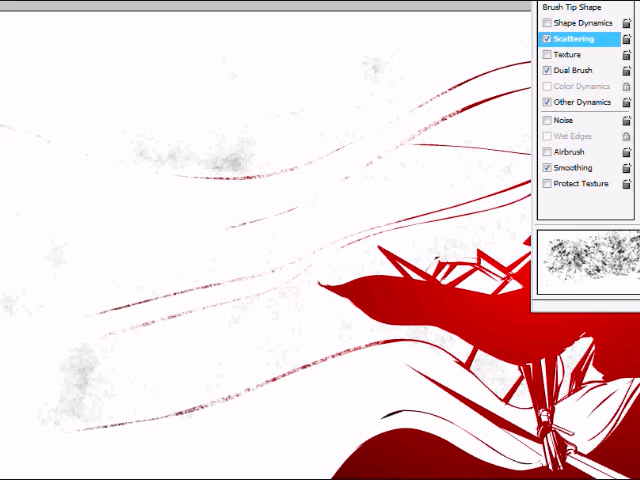 Brush Tip Shape
Shape Dynamics
Scattering
Texture
Dual Brush
Color Dynamics
Other Dynamics
Noise
Wet Edges
Airbrush
Smoothing
Protect Texture